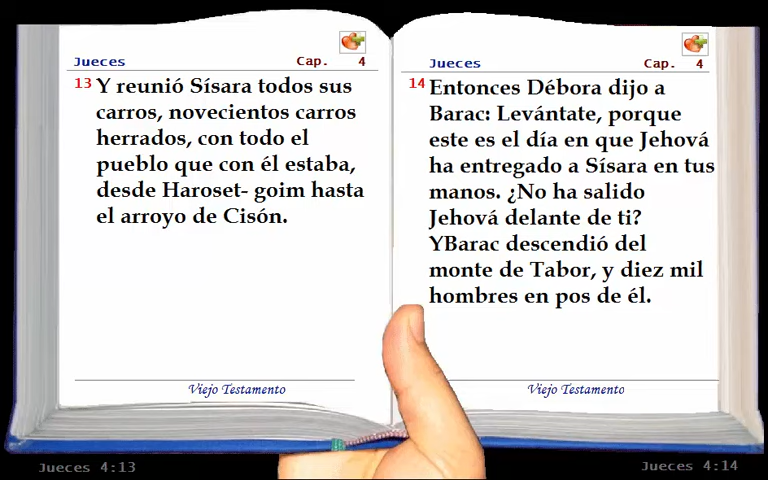 Jueces Cap. 4
13 Y reunió Sísara todos sus
carros, novecientos carros
herrados, con todo el
pueblo que con él estaba,
desde Haroset- goim hasta
el arroyo de Cisón.
Viejo Testamento
Jueces 4:13
Jueces Cap. 4
14 Entonces Débora dijo a
Barac: Levántate, porque
este es el día en que Jehová
ha entregado a Sísara en tus
manos. ¿No ha salido
Jehová delante de ti?
YBarac descendió del
monte de Tabor, y diez mil
hombres en pos de él.
Viejo Testamento
Jueces 4:14